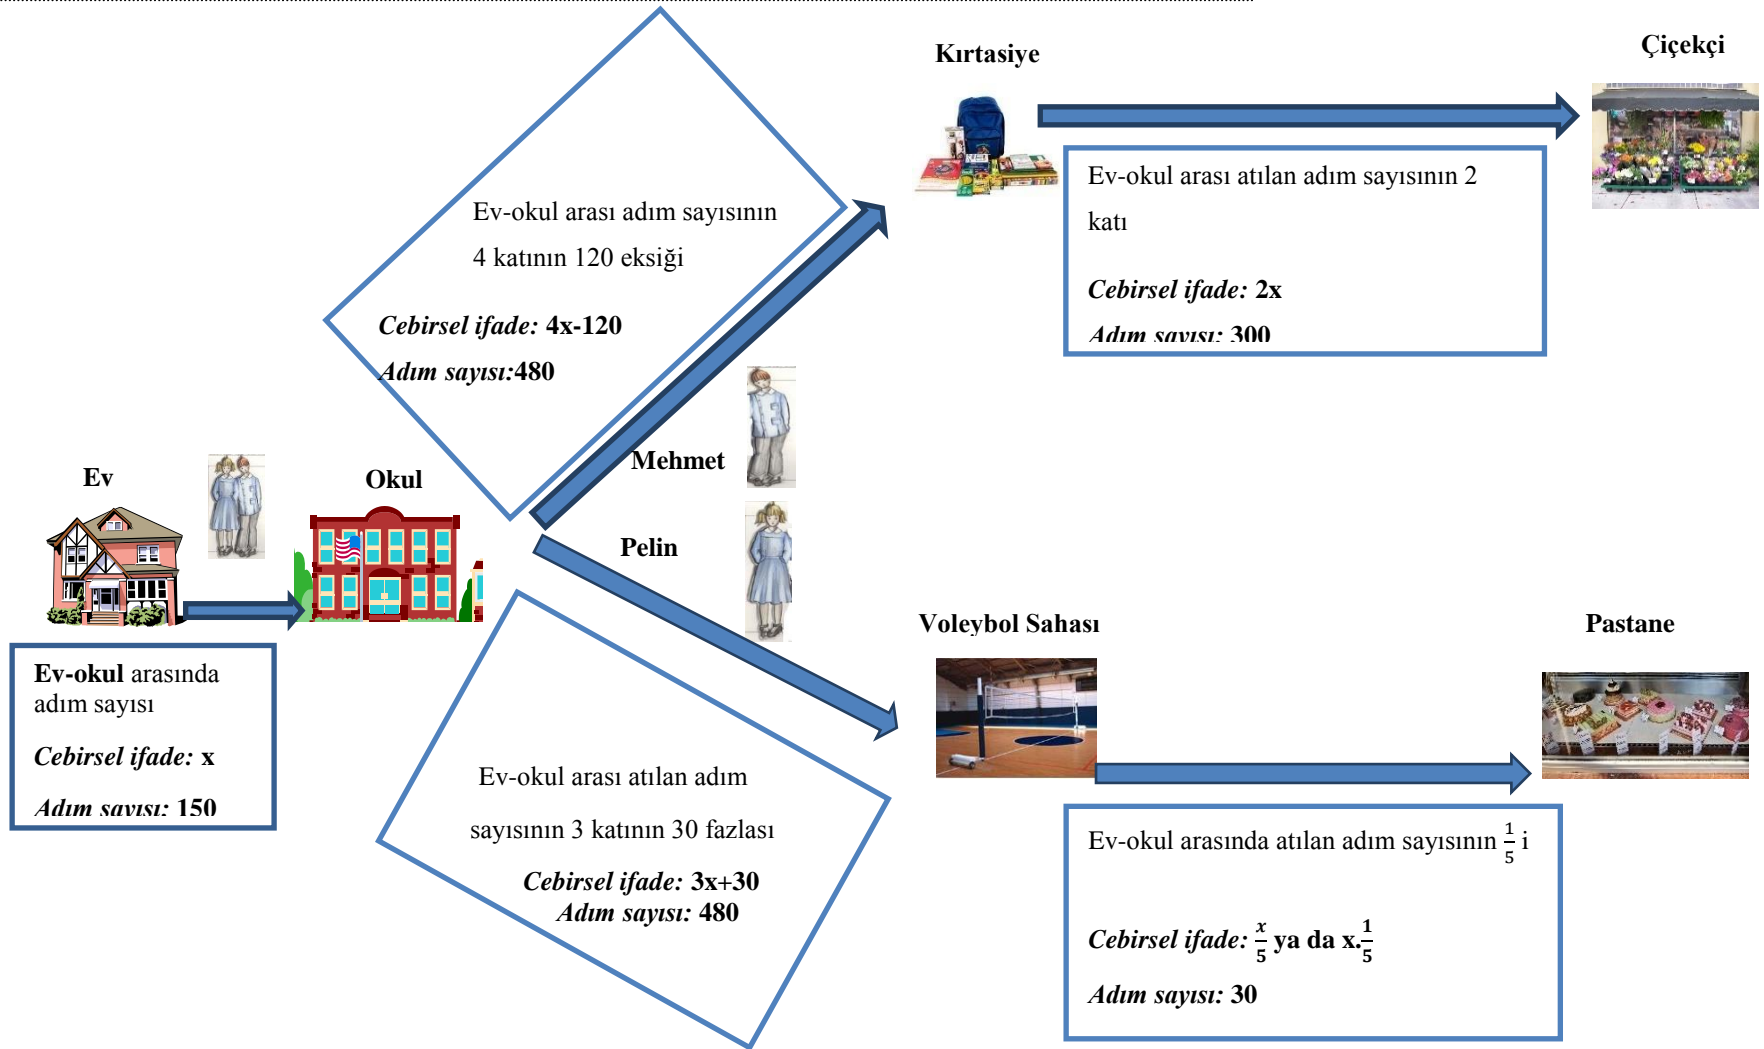 Kırtasiye
Çiçekçi
Ev-okul arası adım sayısının
4 katının 120 eksiği
Cebirsel ifade: 4x-120
Adım sayısı:480
Ev-okul arası atılan adım sayısının 2
katı
Cebirsel ifade: 2x
Adım sayısı: 300
Mehmet
Ev
Okul
Pelin
Ev-okul arasında
adım sayısı
Cebirsel ifade: x
Adım sayısı: 150
Voleybol Sahası
Pastane
Ev-okul arası atılan adım
sayısının 3 katının 30 fazlası
Cebirsel ifade: 3x+30
Adım sayısı: 480
Ev-okul arasında atılan adım sayısının 1/5 i
Cebirsel ifade: x/5 ya da x.1/5
Adım sayısı: 30